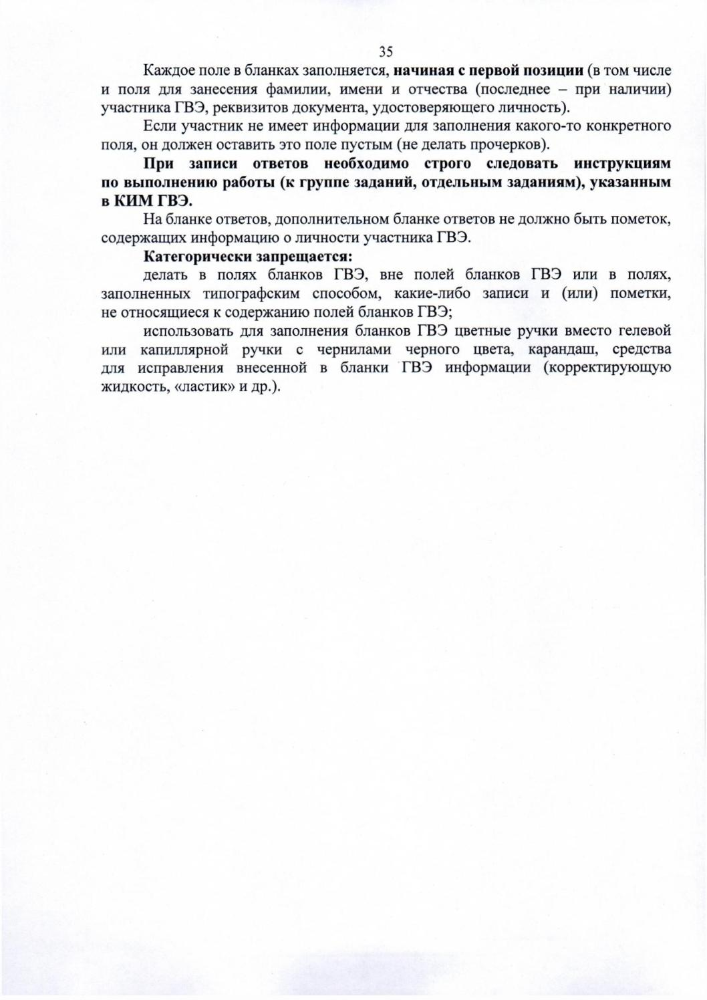 35
Каждое поле в бланках заполняется, начиная с первой позиции (в том числе
и поля для занесения фамилии, имени и отчества (последнее – при наличии)
участника ГВЭ, реквизитов документа, удостоверяющего личность).
Если участник не имеет информации для заполнения какого-то конкретного
поля, он должен оставить это поле пустым (не делать прочерков).
При записи ответов необходимо строго следовать инструкциям
по выполнению работы (к группе заданий, отдельным заданиям), указанным
в КИМ ГВЭ.
На бланке ответов, дополнительном бланке ответов не должно быть пометок,
содержащих информацию о личности участника ГВЭ.
Категорически запрещается:
делать в полях бланков ГВЭ, вне полей бланков ГВЭ или в полях,
заполненных типографским способом, какие-либо записи и (или) пометки,
не относящиеся к содержанию полей бланков ГВЭ;
использовать для заполнения бланков ГВЭ цветные ручки вместо гелевой
или капиллярной ручки с чернилами черного цвета, карандаш, средства
для исправления внесенной в бланки ГВЭ информации (корректирующую
жидкость, «ластик» и др.).